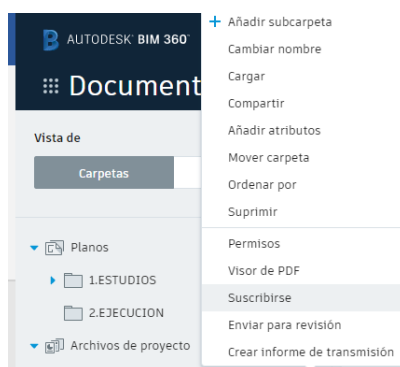 AUTODESK® BIM 360™
Document
Vista de
Carpetas
Planos
1.ESTUDIOS
2.EJECUCION
Archivos de proyecto
Añadir subcarpeta
Cambiar nombre
Cargar
Compartir
Añadir atributos
Mover carpeta
Ordenar por
Suprimir
Permisos
Visor de PDF
Suscribirse
Enviar para revisión
Crear informe de transmisión